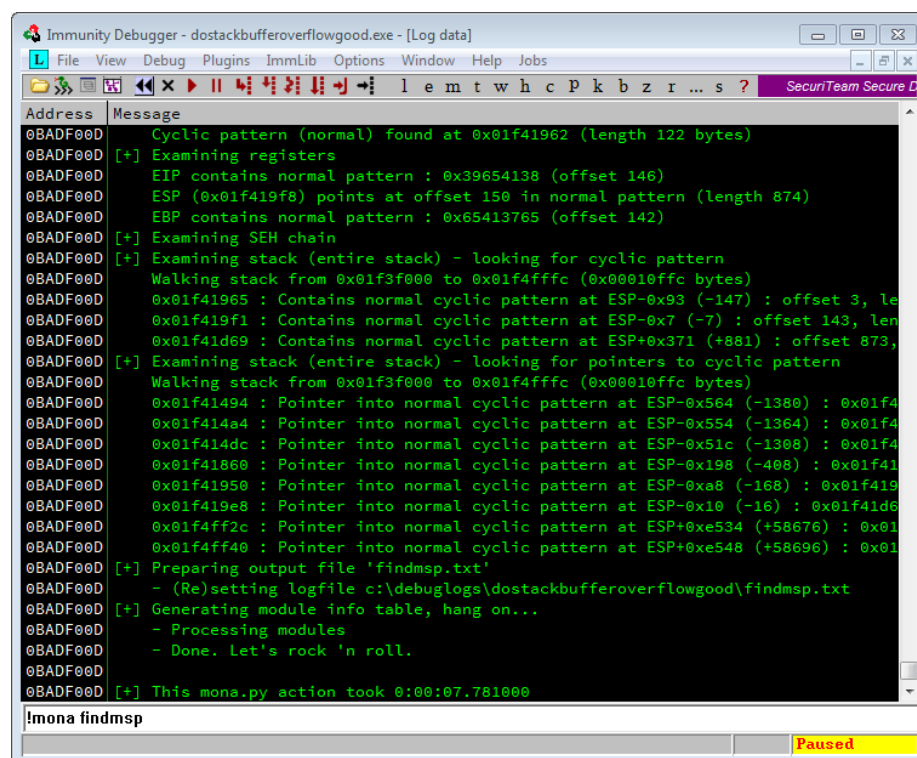 Immunity Debugger - dostackbufferoverflowgood.exe - [Log data]
L File View Debug Plugins ImmLib Options Window Help Jobs
l e m t w h c P k b z r ... s ? SecuriTeam Secure D
Address Message
0BADF00D Cyclic pattern (normal) found at 0x01f41962 (length 122 bytes)
0BADF00D [+] Examining registers
0BADF00D EIP contains normal pattern : 0x39654138 (offset 146)
0BADF00D ESP (0x01f419f8) points at offset 150 in normal pattern (length 874)
0BADF00D EBP contains normal pattern : 0x65413765 (offset 142)
0BADF00D [+] Examining SEH chain
0BADF00D [+] Examining stack (entire stack) - looking for cyclic pattern
0BADF00D Walking stack from 0x01f3f000 to 0x01f4fffc (0x00010ffc bytes)
0BADF00D 0x01f41965 : Contains normal cyclic pattern at ESP-0x93 (-147) : offset 3, le
0BADF00D 0x01f419f1 : Contains normal cyclic pattern at ESP-0x7 (-7) : offset 143, len
0BADF00D 0x01f41d69 : Contains normal cyclic pattern at ESP+0x371 (+881) : offset 873,
0BADF00D [+] Examining stack (entire stack) - looking for pointers to cyclic pattern
0BADF00D Walking stack from 0x01f3f000 to 0x01f4fffc (0x00010ffc bytes)
0BADF00D 0x01f41494 : Pointer into normal cyclic pattern at ESP-0x564 (-1380) : 0x01f4
0BADF00D 0x01f414a4 : Pointer into normal cyclic pattern at ESP-0x554 (-1364) : 0x01f4
0BADF00D 0x01f414dc : Pointer into normal cyclic pattern at ESP-0x51c (-1308) : 0x01f4
0BADF00D 0x01f41860 : Pointer into normal cyclic pattern at ESP-0x198 (-408) : 0x01f41
0BADF00D 0x01f41950 : Pointer into normal cyclic pattern at ESP-0xa8 (-168) : 0x01f419
0BADF00D 0x01f419e8 : Pointer into normal cyclic pattern at ESP-0x10 (-16) : 0x01f41d6
0BADF00D 0x01f4ff2c : Pointer into normal cyclic pattern at ESP+0xe534 (+58676) : 0x01
0BADF00D 0x01f4ff40 : Pointer into normal cyclic pattern at ESP+0xe548 (+58696) : 0x01
0BADF00D [+] Preparing output file 'findmsp.txt'
0BADF00D - (Re)setting logfile c:\debuglogs\dostackbufferoverflowgood\findmsp.txt
0BADF00D [+] Generating module info table, hang on...
0BADF00D - Processing modules
0BADF00D - Done. Let's rock 'n roll.
0BADF00D
0BADF00D [+] This mona.py action took 0:00:07.781000
!mona findmsp
Paused